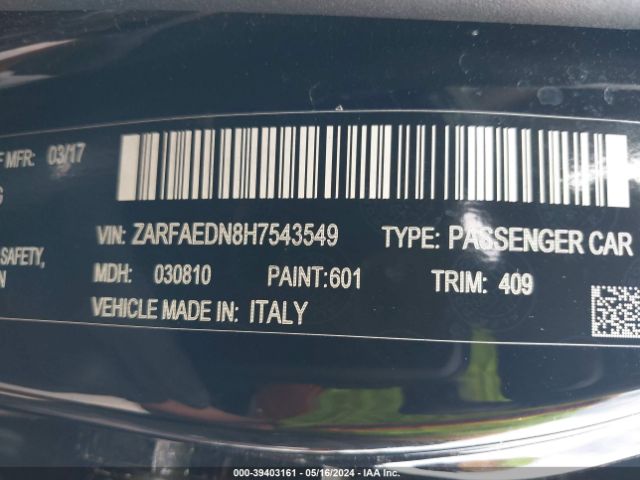 F MFR: 03/17
G
VIN: ZARFAEDN8H7543549 TYPE: PASSENGER CAR
SAFETY,
N
MDH: 030810 PAINT:601 TRIM: 409
VEHICLE MADE IN: ITALY
000-39403161 - 05/16/2024 - IAA Inc.